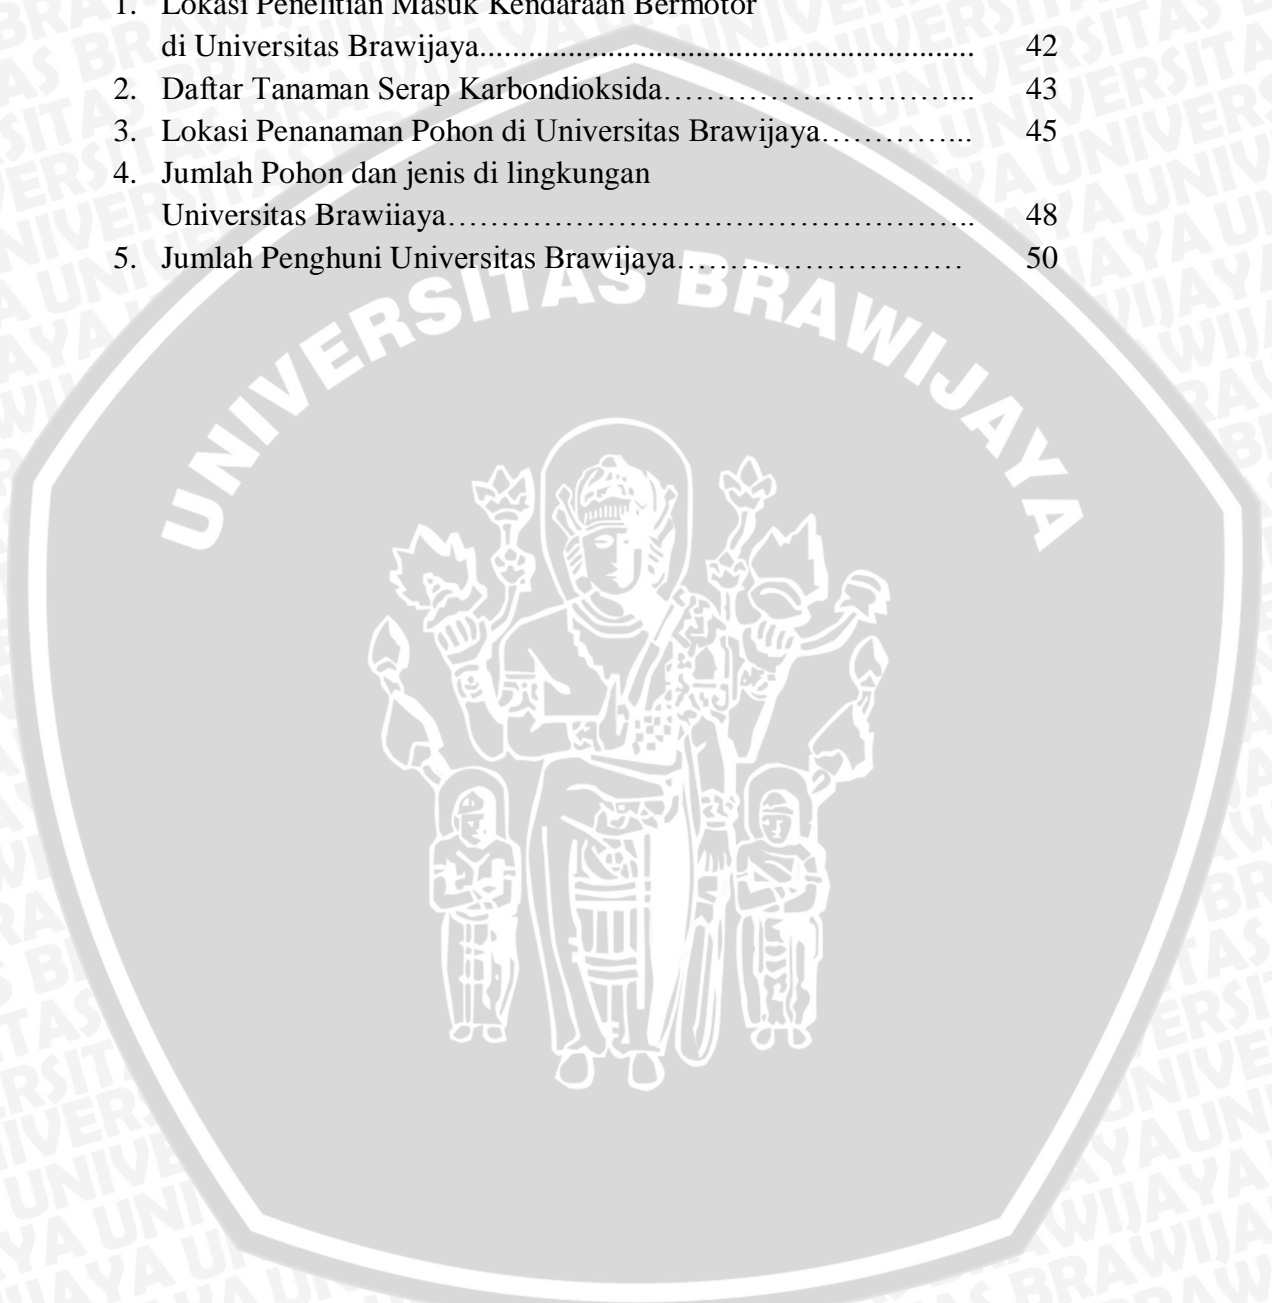 1. Lokasi Penelitian Masuk Kendaraan Bermotor
di Universitas Brawijaya............................................................ 42
2. Daftar Tanaman Serap Karbondioksida………………………... 43
3. Lokasi Penanaman Pohon di Universitas Brawijaya…………... 45
4. Jumlah Pohon dan jenis di lingkungan
Universitas Brawiiaya…………………………………………….. 48
5. Jumlah Penghuni Universitas Brawijaya……………………… 50
UNIVERSITAS BRAWIJAYA